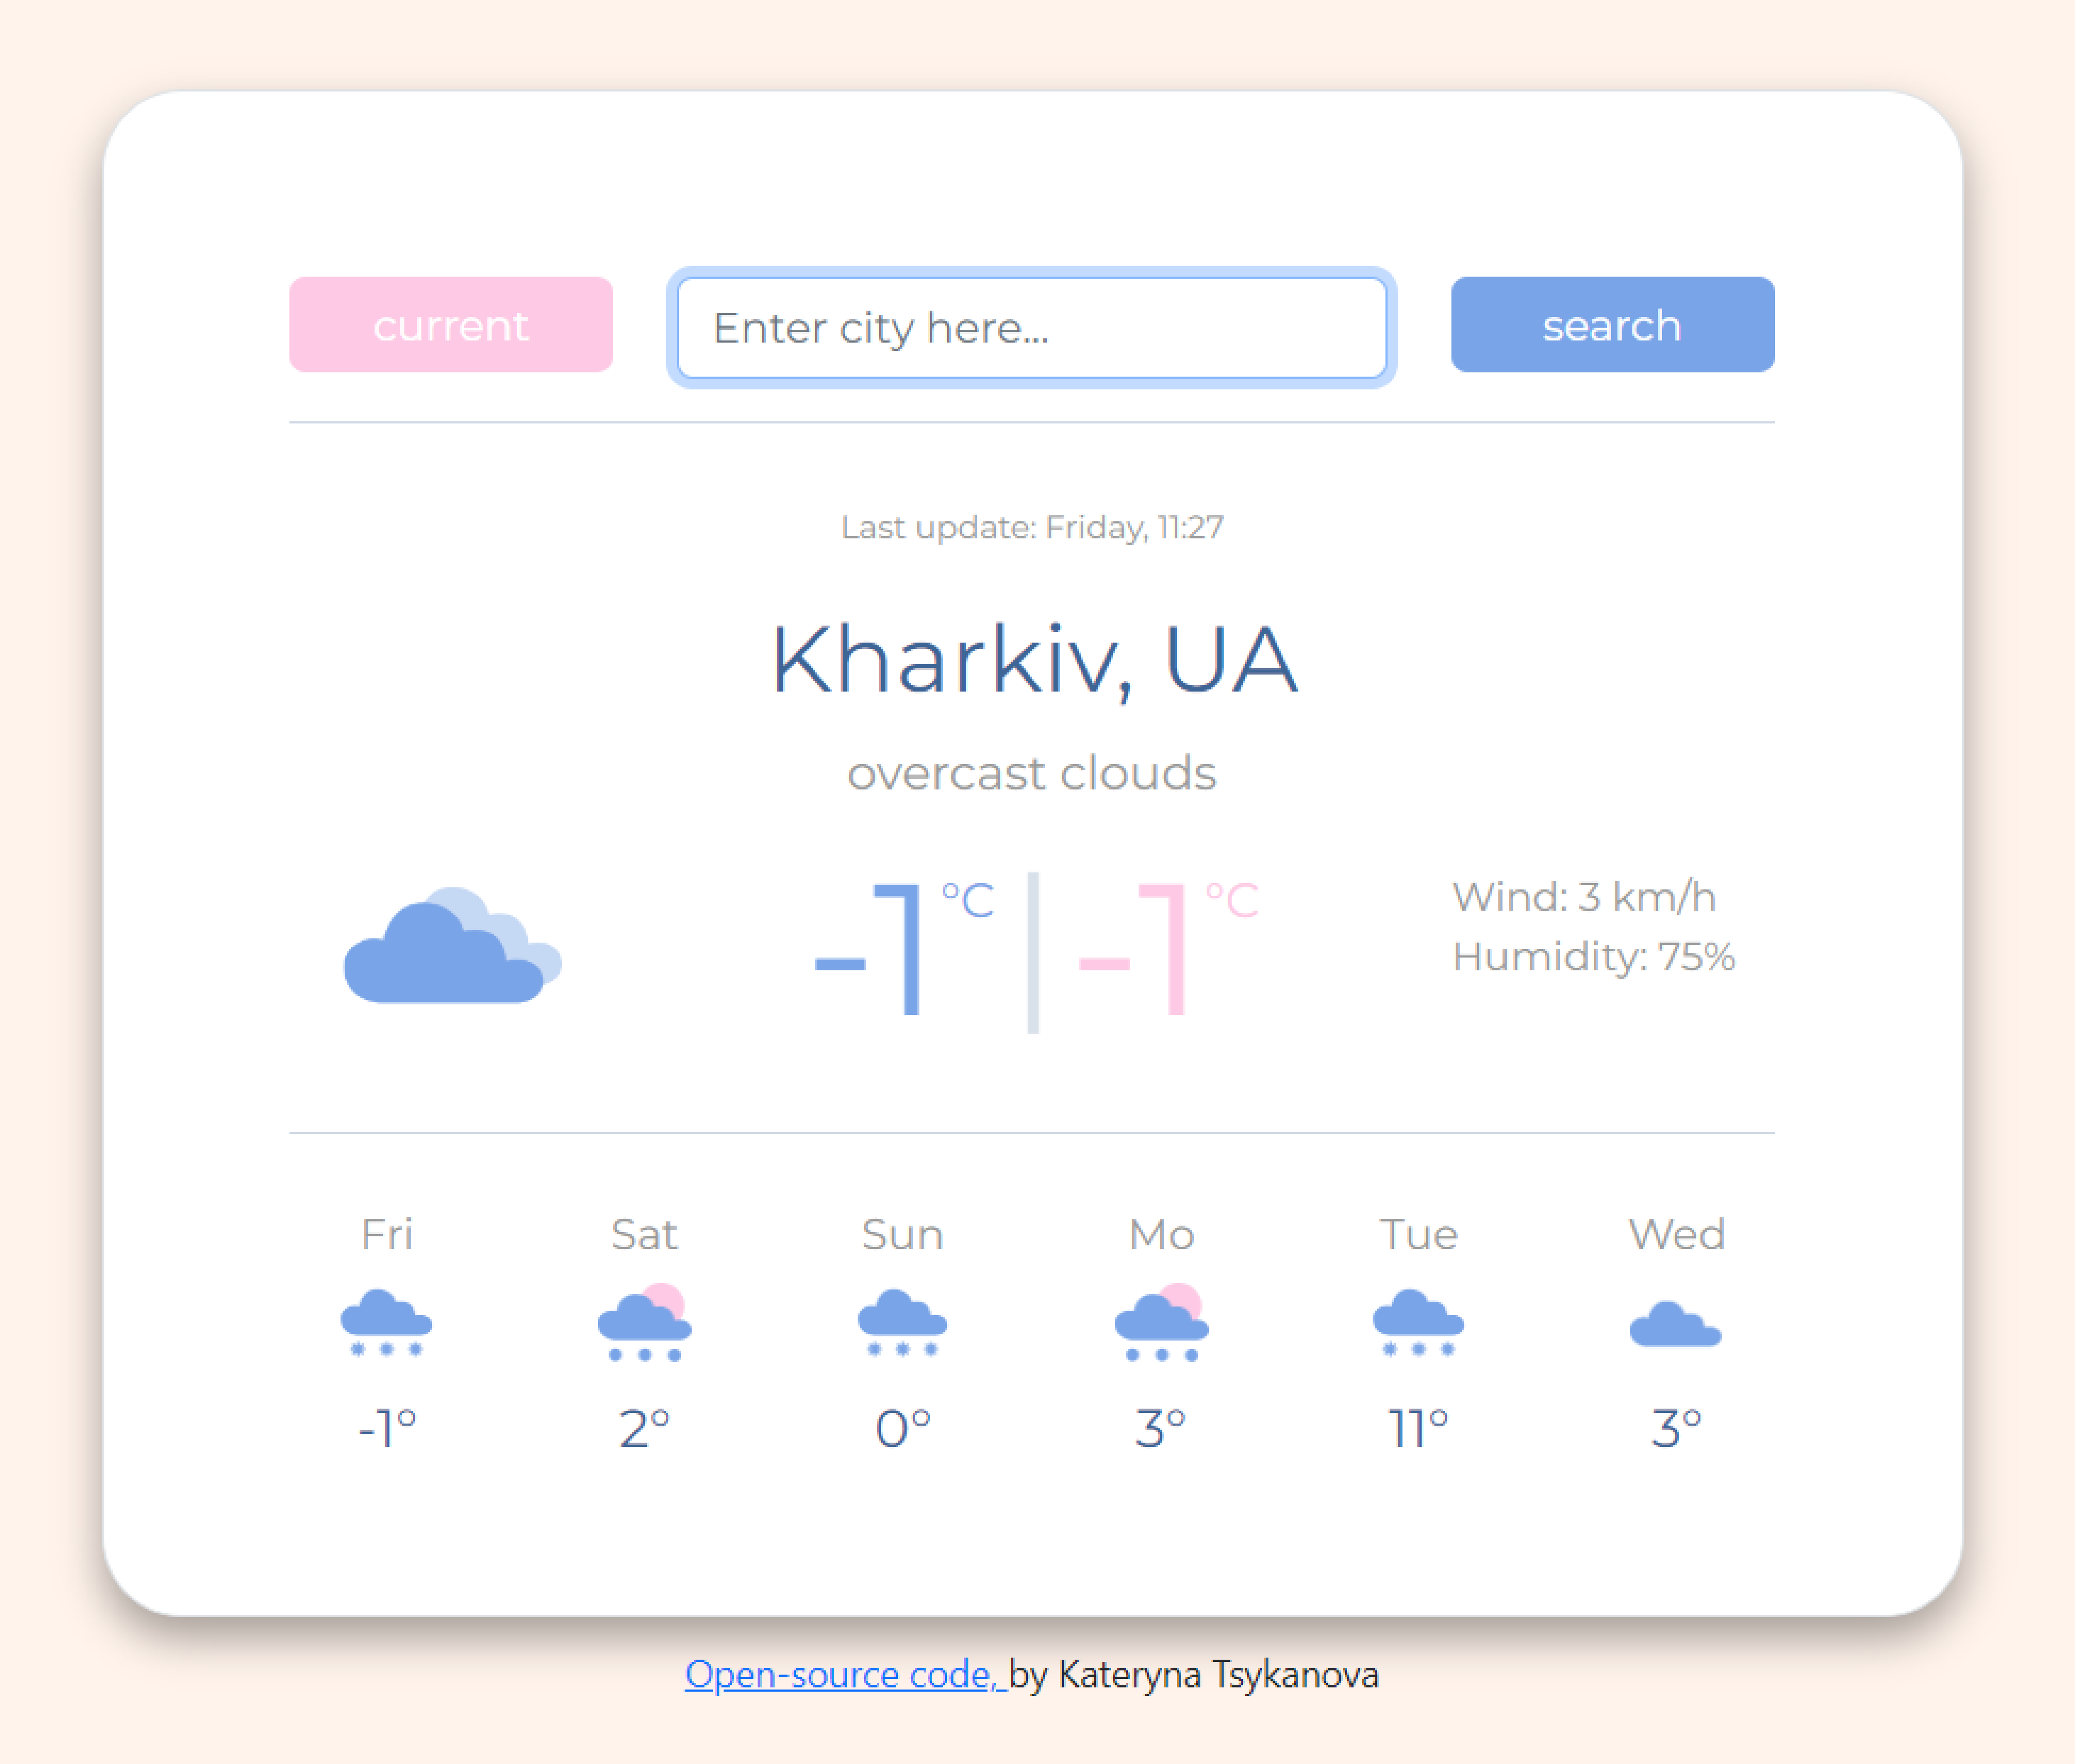 current
Enter city here...
search
Last update: Friday, 11:27
Kharkiv, UA
overcast clouds
-1 °C | -1 °C
Wind: 3 km/h
Humidity: 75%
Fri Sat Sun Mo Tue Wed
-1° 2° 0° 3° 11° 3°
Open-source code, by Kateryna Tsykanova